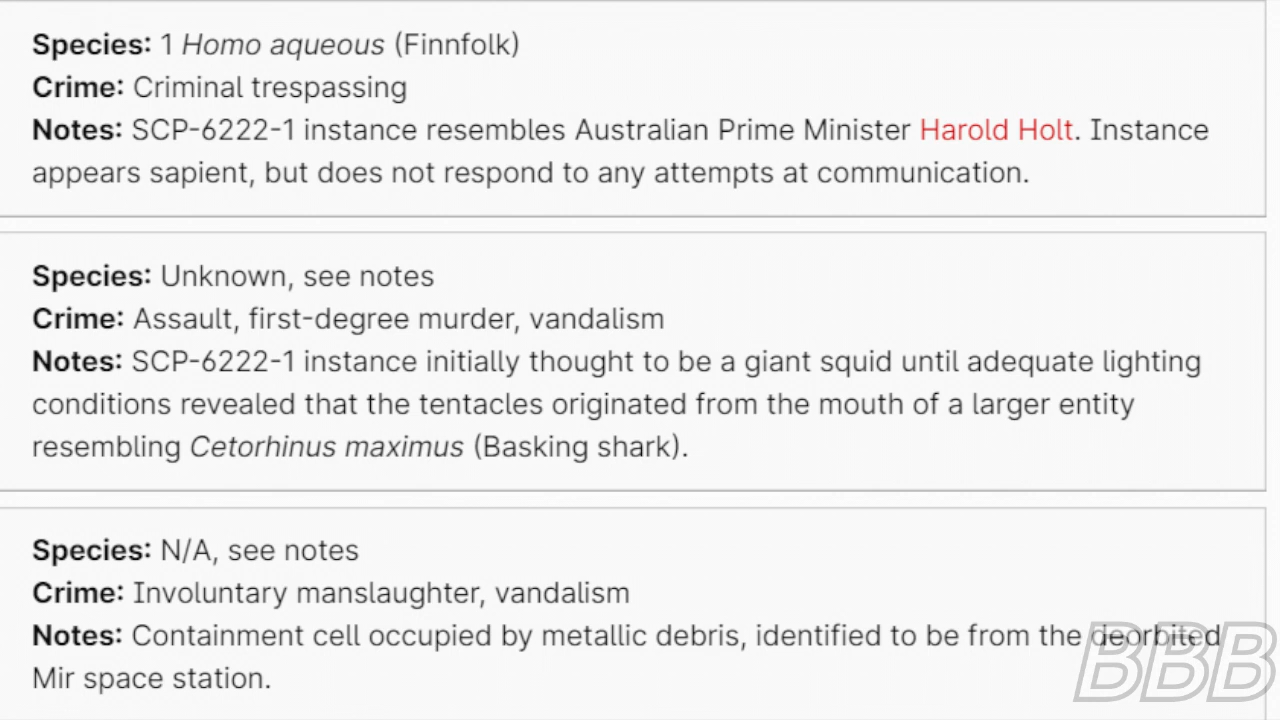 Species: 1 Homo aqueous (Finnfolk)
Crime: Criminal trespassing
Notes: SCP-6222-1 instance resembles Australian Prime Minister Harold Holt. Instance
appears sapient, but does not respond to any attempts at communication.
Species: Unknown, see notes
Crime: Assault, first-degree murder, vandalism
Notes: SCP-6222-1 instance initially thought to be a giant squid until adequate lighting
conditions revealed that the tentacles originated from the mouth of a larger entity
resembling Cetorhinus maximus (Basking shark).
Species: N/A, see notes
Crime: Involuntary manslaughter, vandalism
Notes: Containment cell occupied by metallic debris, identified to be from the deorbited
Mir space station.
BBB